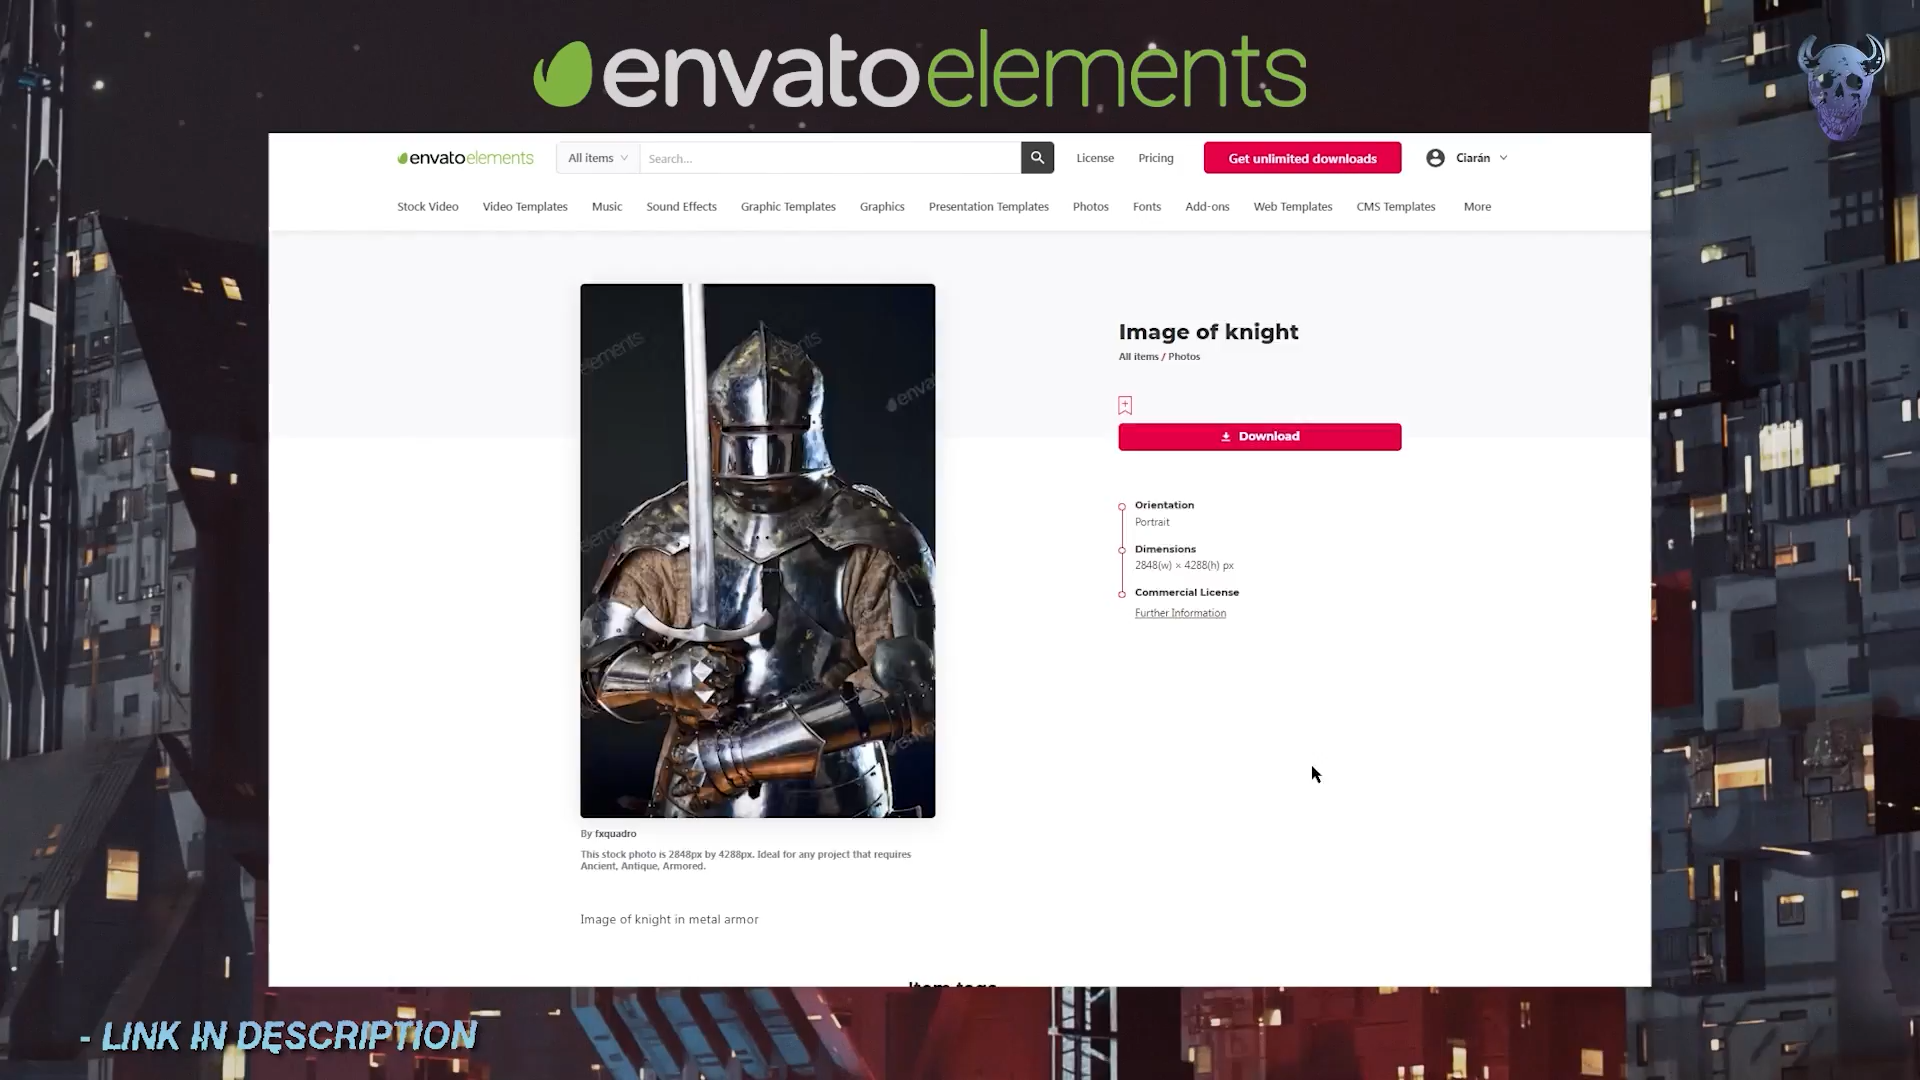 envatoelements
envatoelements
All items
Search...
License
Pricing
Get unlimited downloads
Ciarán
Stock Video
Video Templates
Music
Sound Effects
Graphic Templates
Graphics
Presentation Templates
Photos
Fonts
Add-ons
Web Templates
CMS Templates
More
Image of knight
All items / Photos
Download
Orientation
Portrait
Dimensions
2848(w) × 4288(h) px
Commercial License
Further Information
elements
By fxquadro
This stock photo is 2848px by 4288px. Ideal for any project that requires
Ancient, Antique, Armored.
Image of knight in metal armor
Item tags
- LINK IN DESCRIPTION